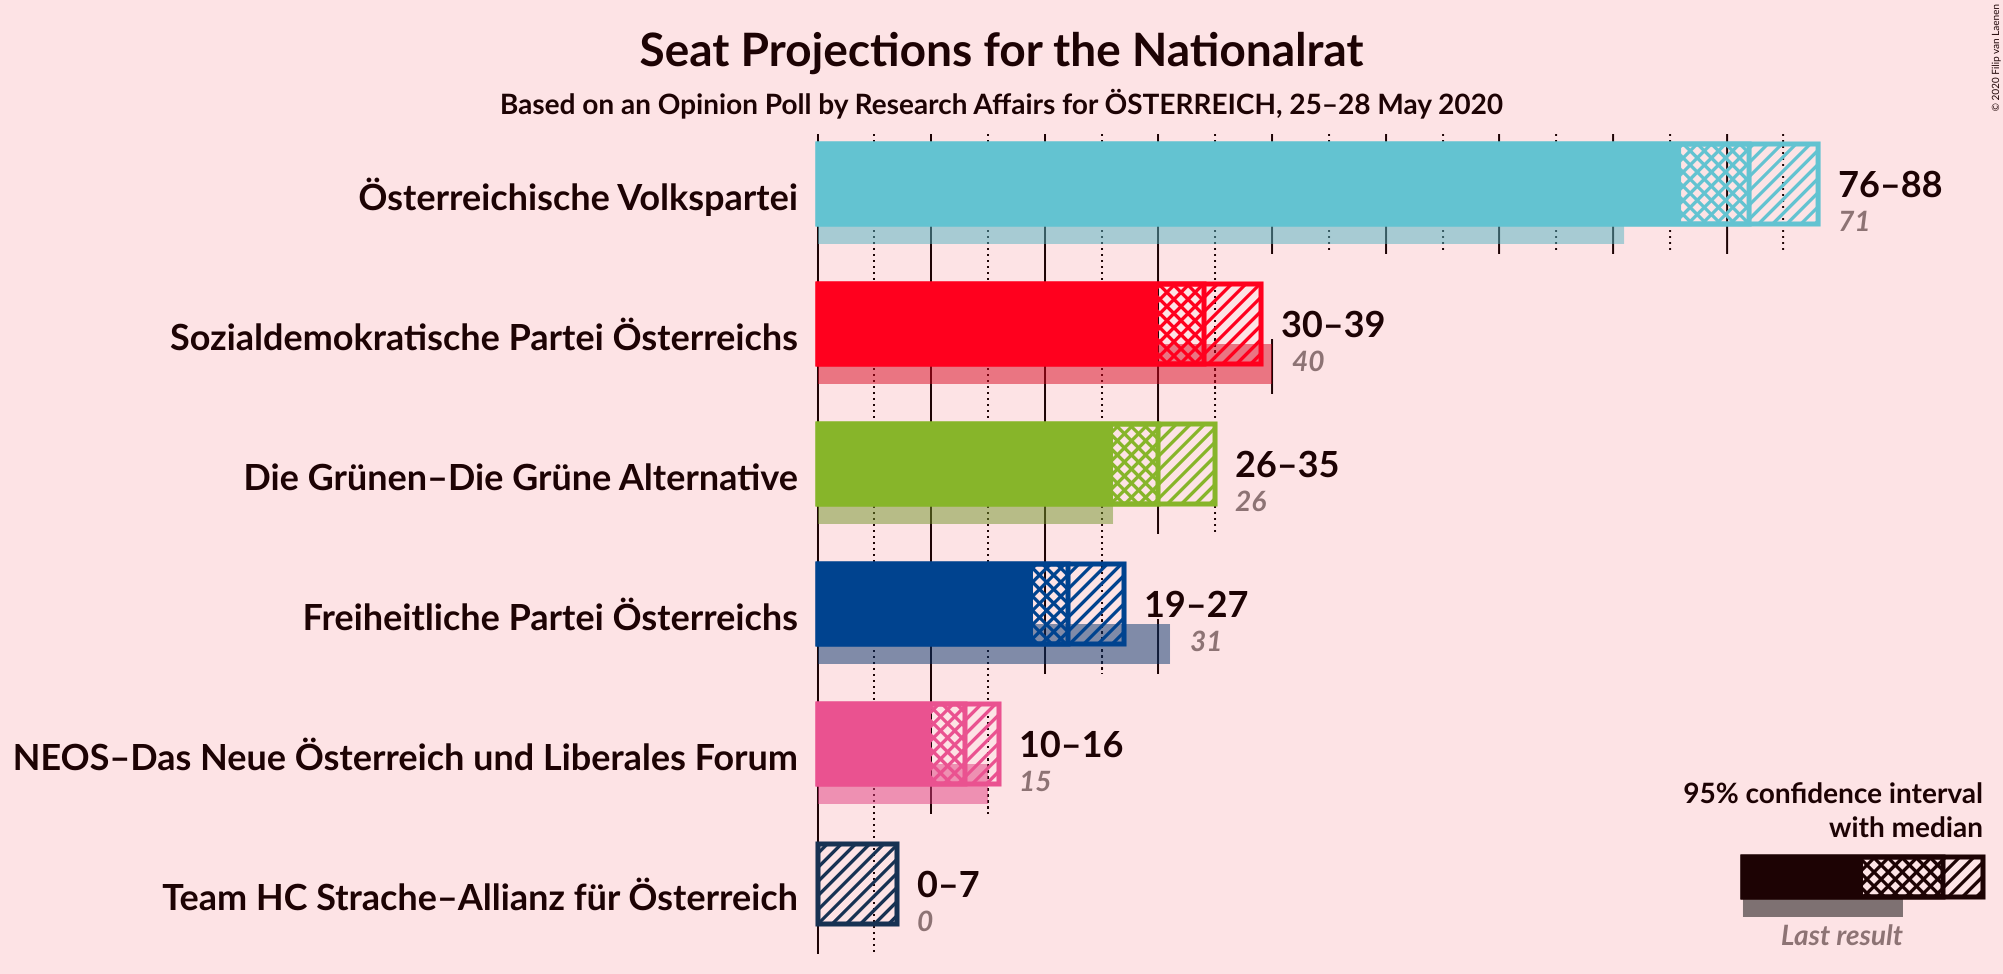 Seat Projections for the Nationalrat
Based on an Opinion Poll by Research Affairs for ÖSTERREICH, 25–28 May 2020
© 2020 Filip van Laenen
Österreichische Volkspartei
76–88
71
Sozialdemokratische Partei Österreichs
30–39
40
Die Grünen–Die Grüne Alternative
26–35
26
Freiheitliche Partei Österreichs
19–27
31
NEOS–Das Neue Österreich und Liberales Forum
10–16
15
Team HC Strache–Allianz für Österreich
0–7
0
95% confidence interval
with median
Last result